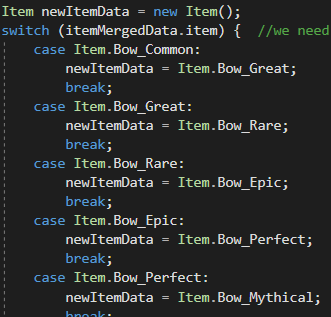 Item newItemData = new Item();
switch (itemMergedData.item) {  //we need
    case Item.Bow_Common:
        newItemData = Item.Bow_Great;
        break;
    case Item.Bow_Great:
        newItemData = Item.Bow_Rare;
        break;
    case Item.Bow_Rare:
        newItemData = Item.Bow_Epic;
        break;
    case Item.Bow_Epic:
        newItemData = Item.Bow_Perfect;
        break;
    case Item.Bow_Perfect:
        newItemData = Item.Bow_Mythical;
        break;